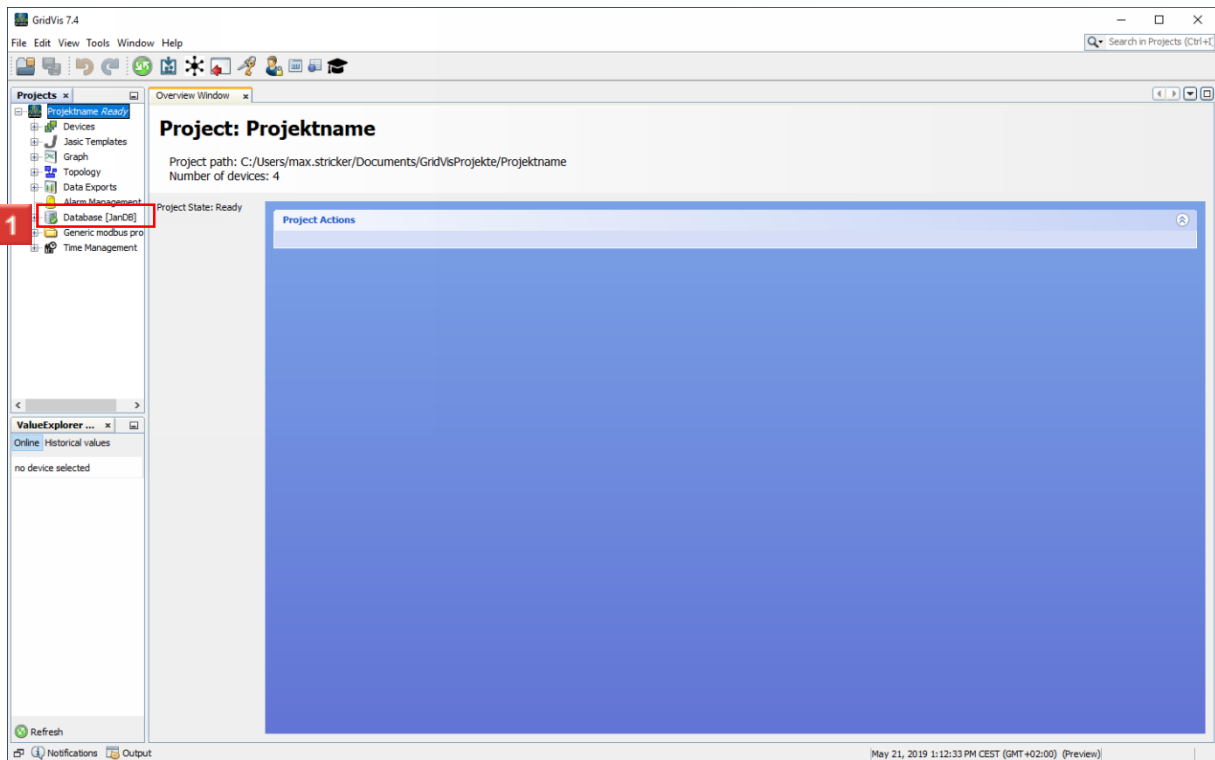 GridVis 7.4
File Edit View Tools Window Help
Search in Projects (Ctrl+I
Projects
Overview Window
Projektname Ready
Devices
Jasic Templates
Graph
Topology
Data Exports
Alarm Management
Database [JanDB]
Generic modbus pro
Time Management
1
Project: Projektname
Project path: C:/Users/max.stricker/Documents/GridVisProjekte/Projektname
Number of devices: 4
Project State: Ready
Project Actions
ValueExplorer ...
Online Historical values
no device selected
Refresh
Notifications Output
May 21, 2019 1:12:33 PM CEST (GMT+02:00) (Preview)